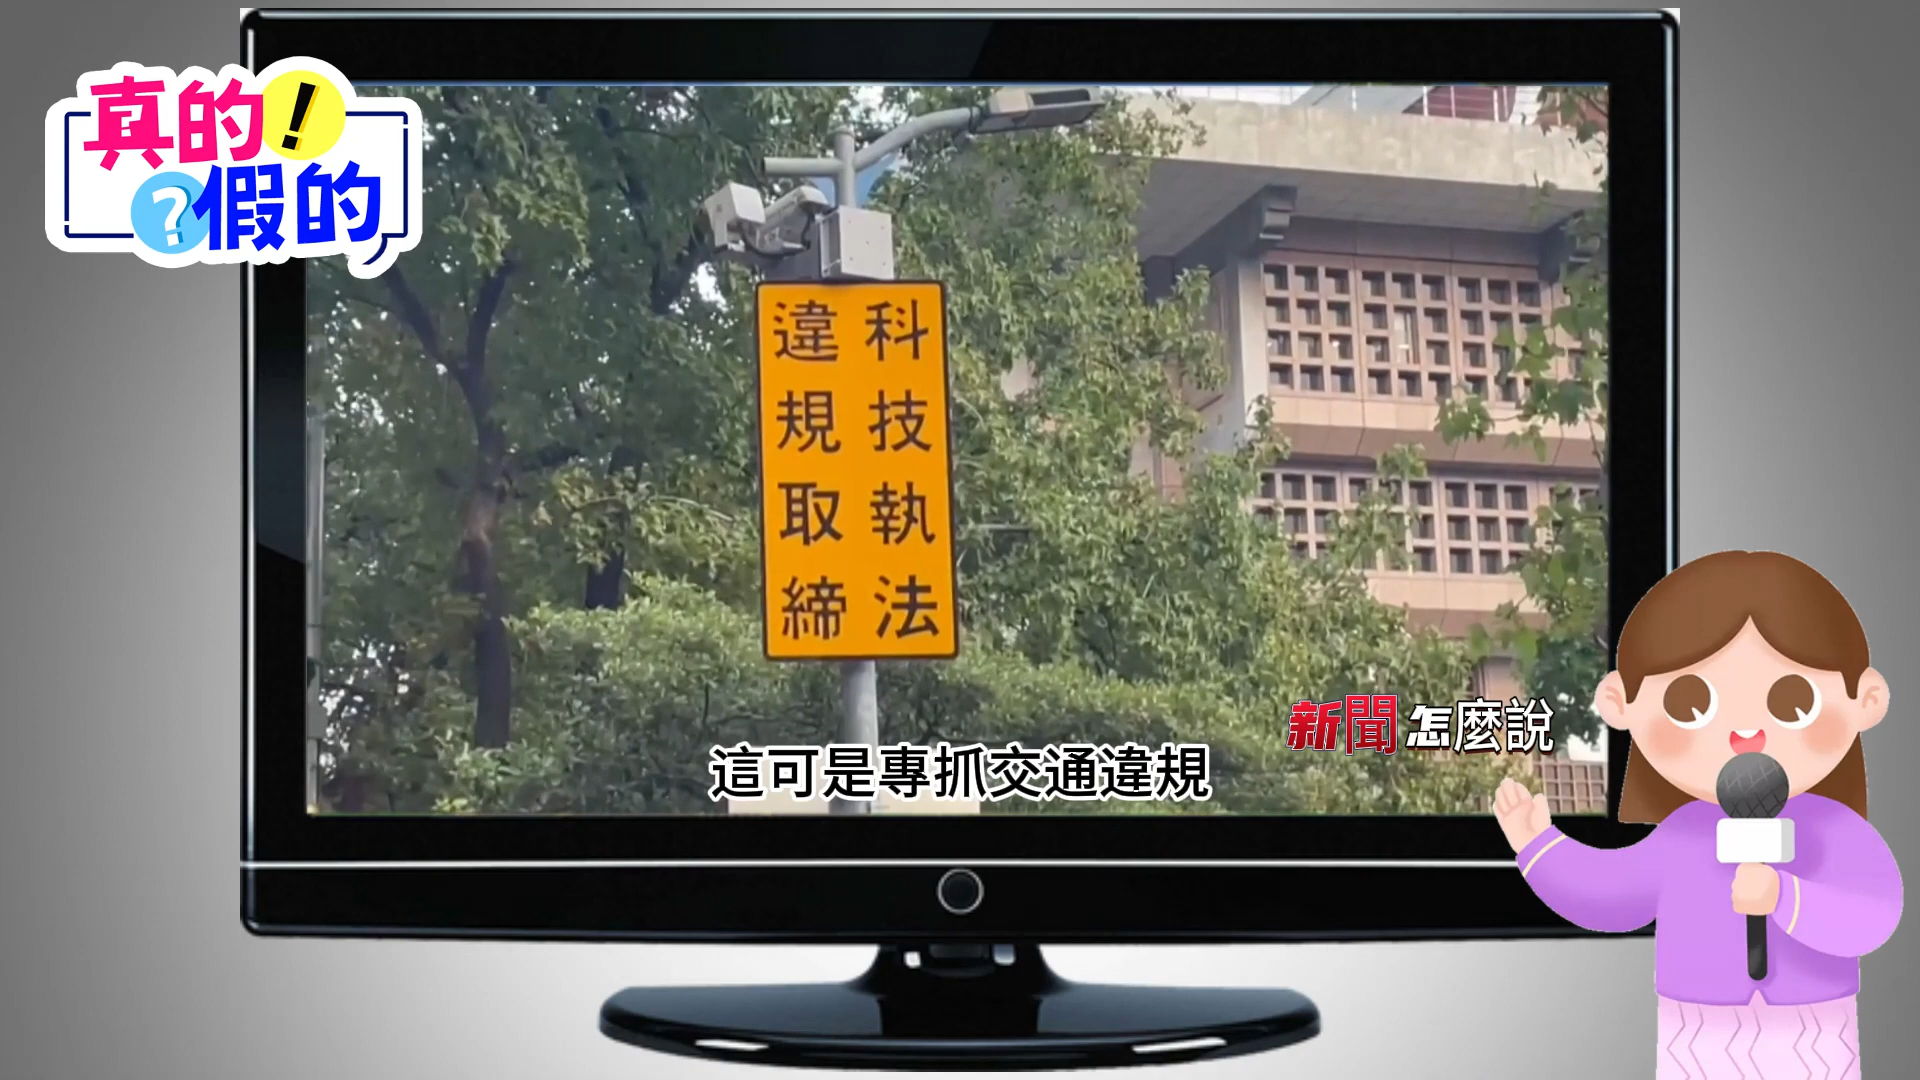 真的!
?假的
科技執法
違規取締
新聞怎麼說
這可是專抓交通違規